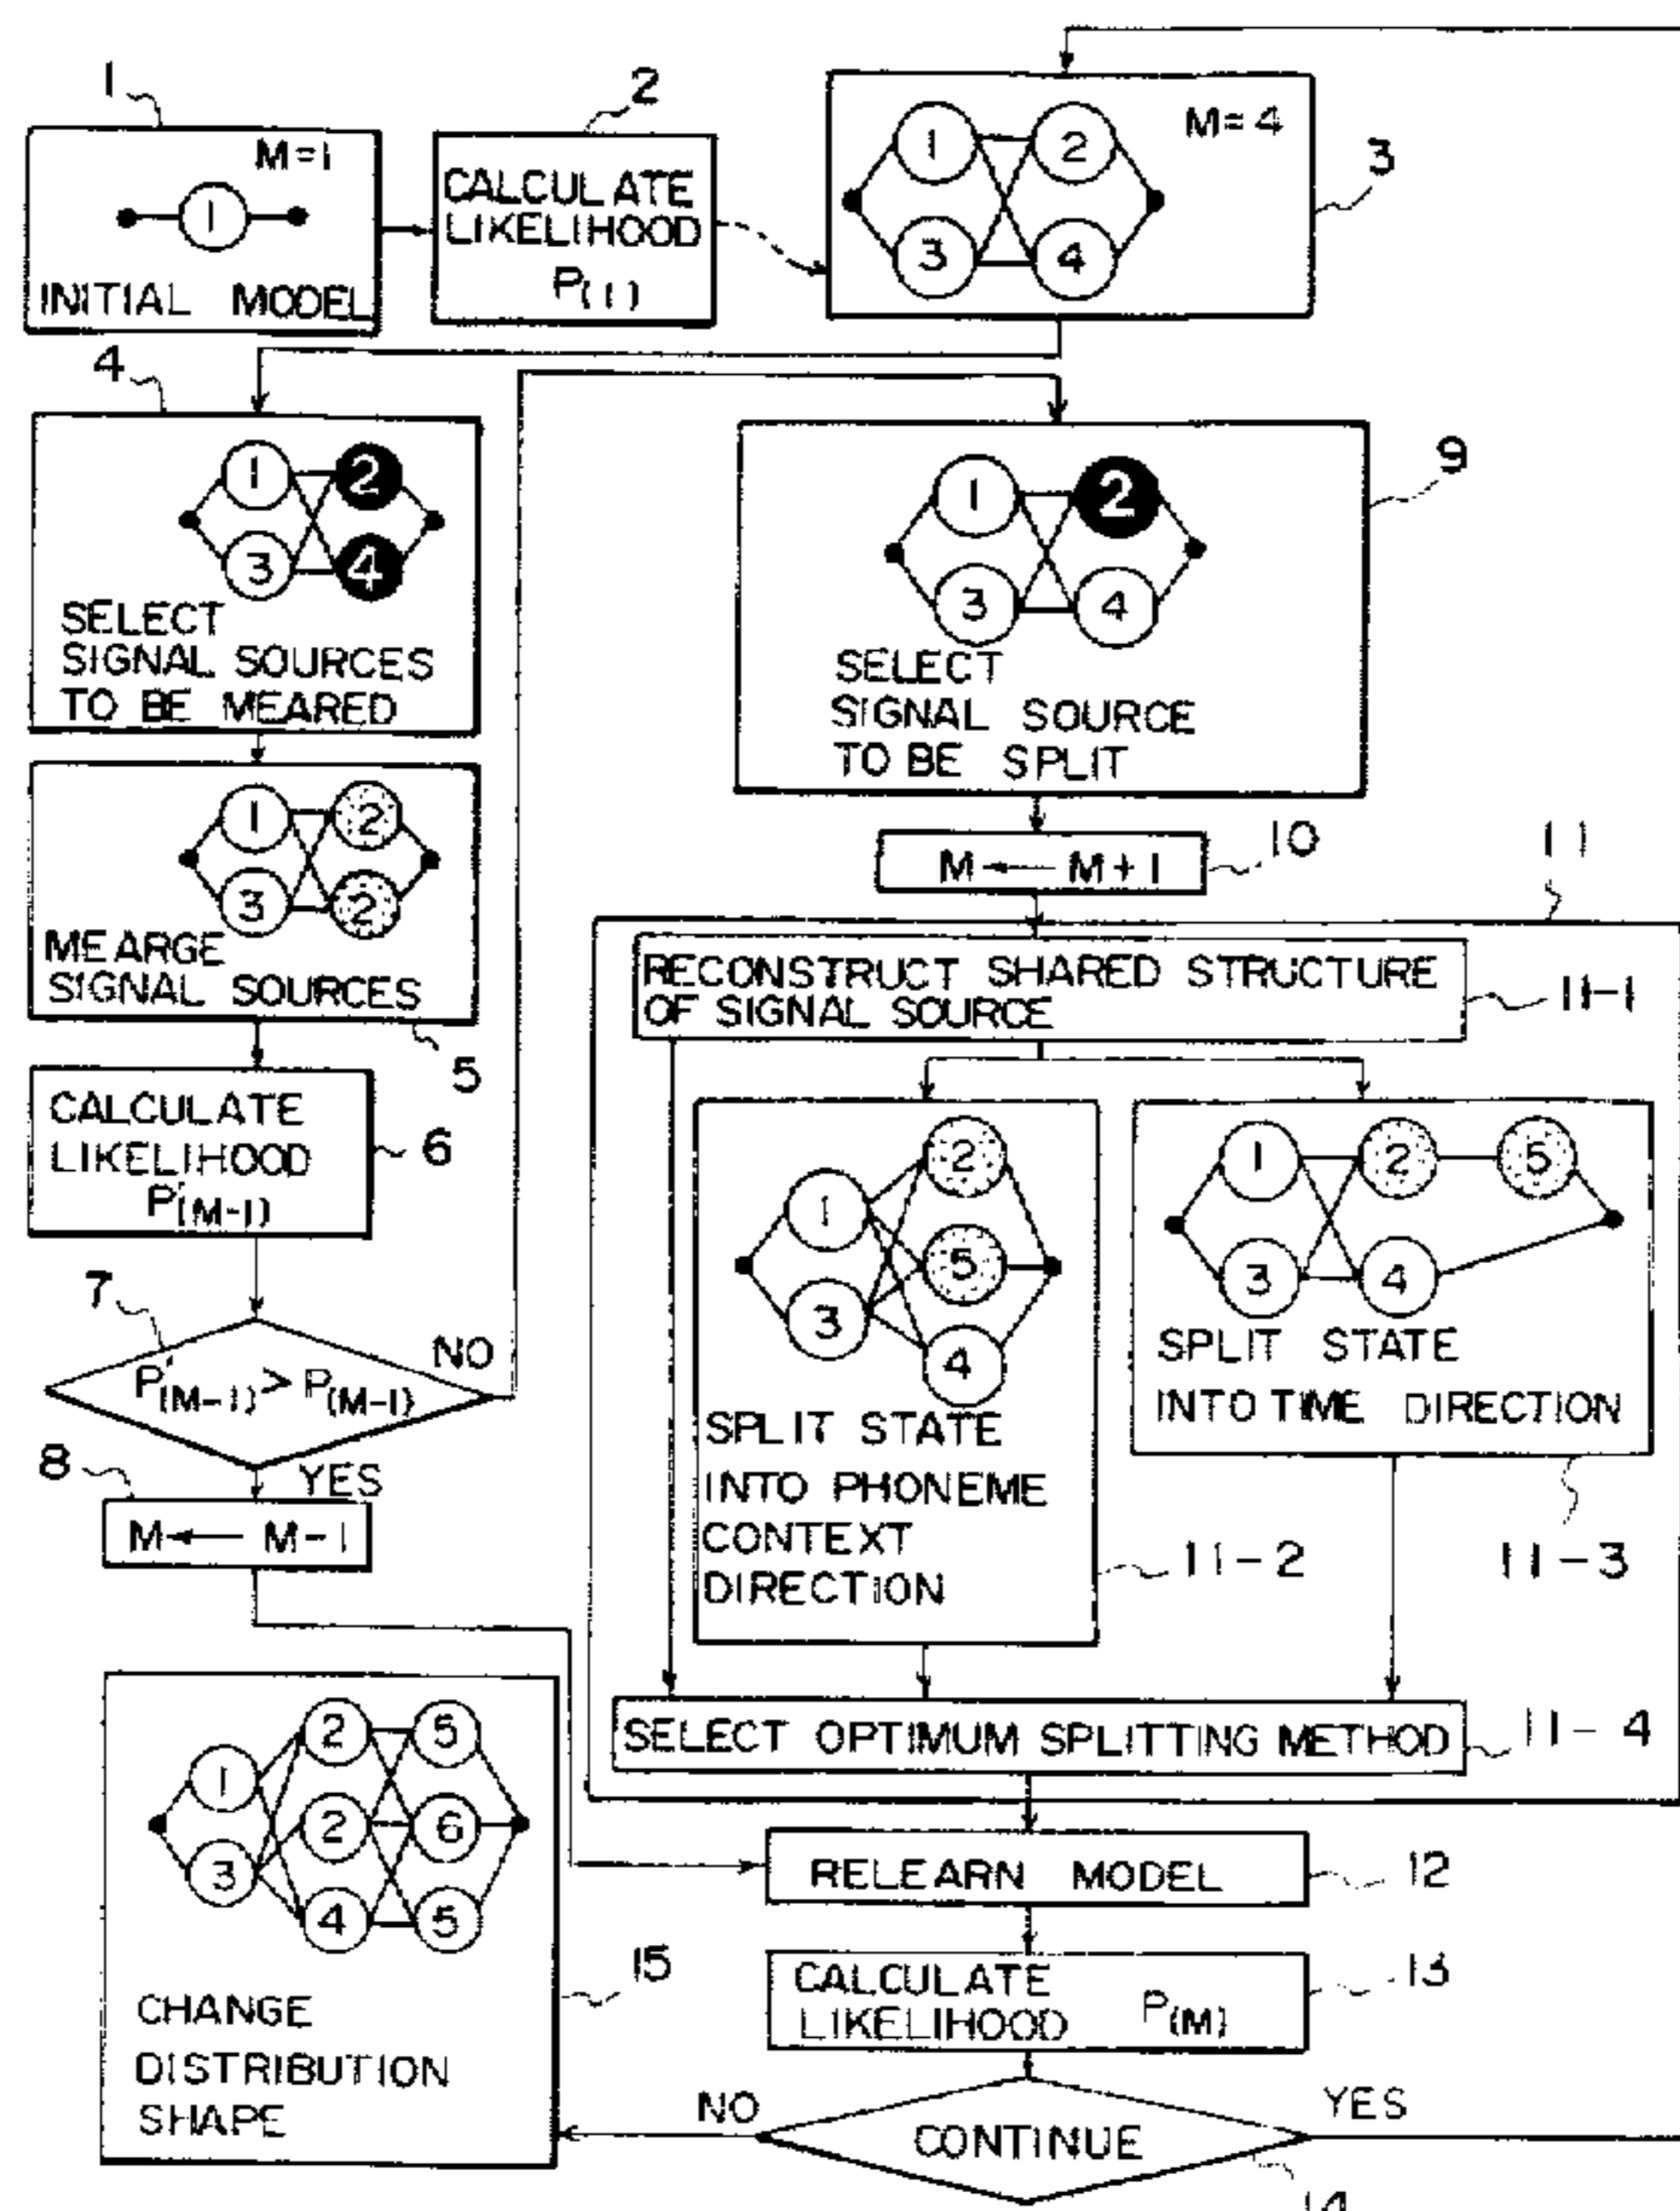 1
M=1
1
INITIAL MODEL
2
CALCULATE
LIKELIHOOD
P(1)
3
M=4
1
2
3
4
4
1
2
3
4
SELECT
SIGNAL SOURCES
TO BE MEARED
1
2
3
2
MEARGE
SIGNAL SOURCES
5
CALCULATE
LIKELIHOOD
P'(M-1)
6
7
P'(M-1) > P(M-1)
NO
YES
8
M ← M-1
9
1
2
3
4
SELECT
SIGNAL SOURCE
TO BE SPLIT
M ← M+1
10
11
RECONSTRUCT SHARED STRUCTURE
OF SIGNAL SOURCE
11-1
1
2
5
3
4
SPLIT STATE
INTO PHONEME
CONTEXT
DIRECTION
11-2
1
2
5
3
4
SPLIT STATE
INTO TIME DIRECTION
11-3
SELECT OPTIMUM SPLITTING METHOD
11-4
RELEARN MODEL
12
CALCULATE
LIKELIHOOD P(M)
13
CONTINUE
NO
YES
14
2
5
1
2
6
3
4
5
CHANGE
DISTRIBUTION
SHAPE
15